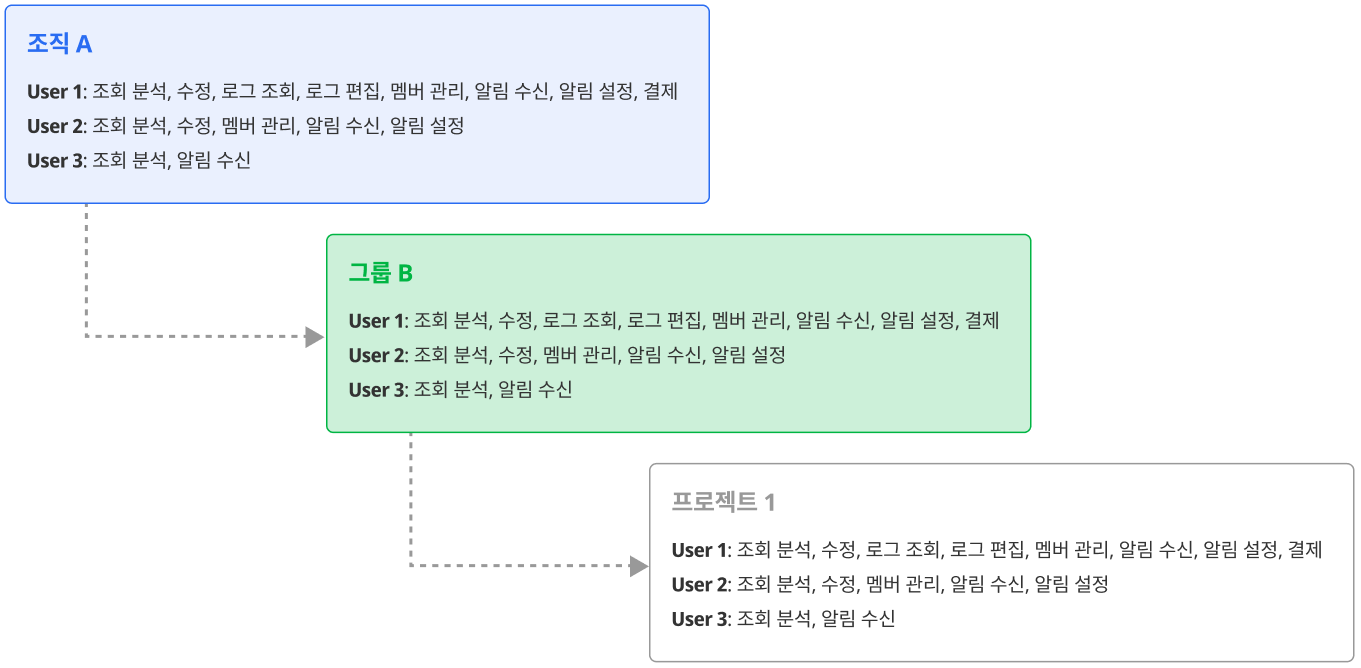 조직 A
User 1: 조회 분석, 수정, 로그 조회, 로그 편집, 멤버 관리, 알림 수신, 알림 설정, 결제
User 2: 조회 분석, 수정, 멤버 관리, 알림 수신, 알림 설정
User 3: 조회 분석, 알림 수신
그룹 B
User 1: 조회 분석, 수정, 로그 조회, 로그 편집, 멤버 관리, 알림 수신, 알림 설정, 결제
User 2: 조회 분석, 수정, 멤버 관리, 알림 수신, 알림 설정
User 3: 조회 분석, 알림 수신
프로젝트 1
User 1: 조회 분석, 수정, 로그 조회, 로그 편집, 멤버 관리, 알림 수신, 알림 설정, 결제
User 2: 조회 분석, 수정, 멤버 관리, 알림 수신, 알림 설정
User 3: 조회 분석, 알림 수신